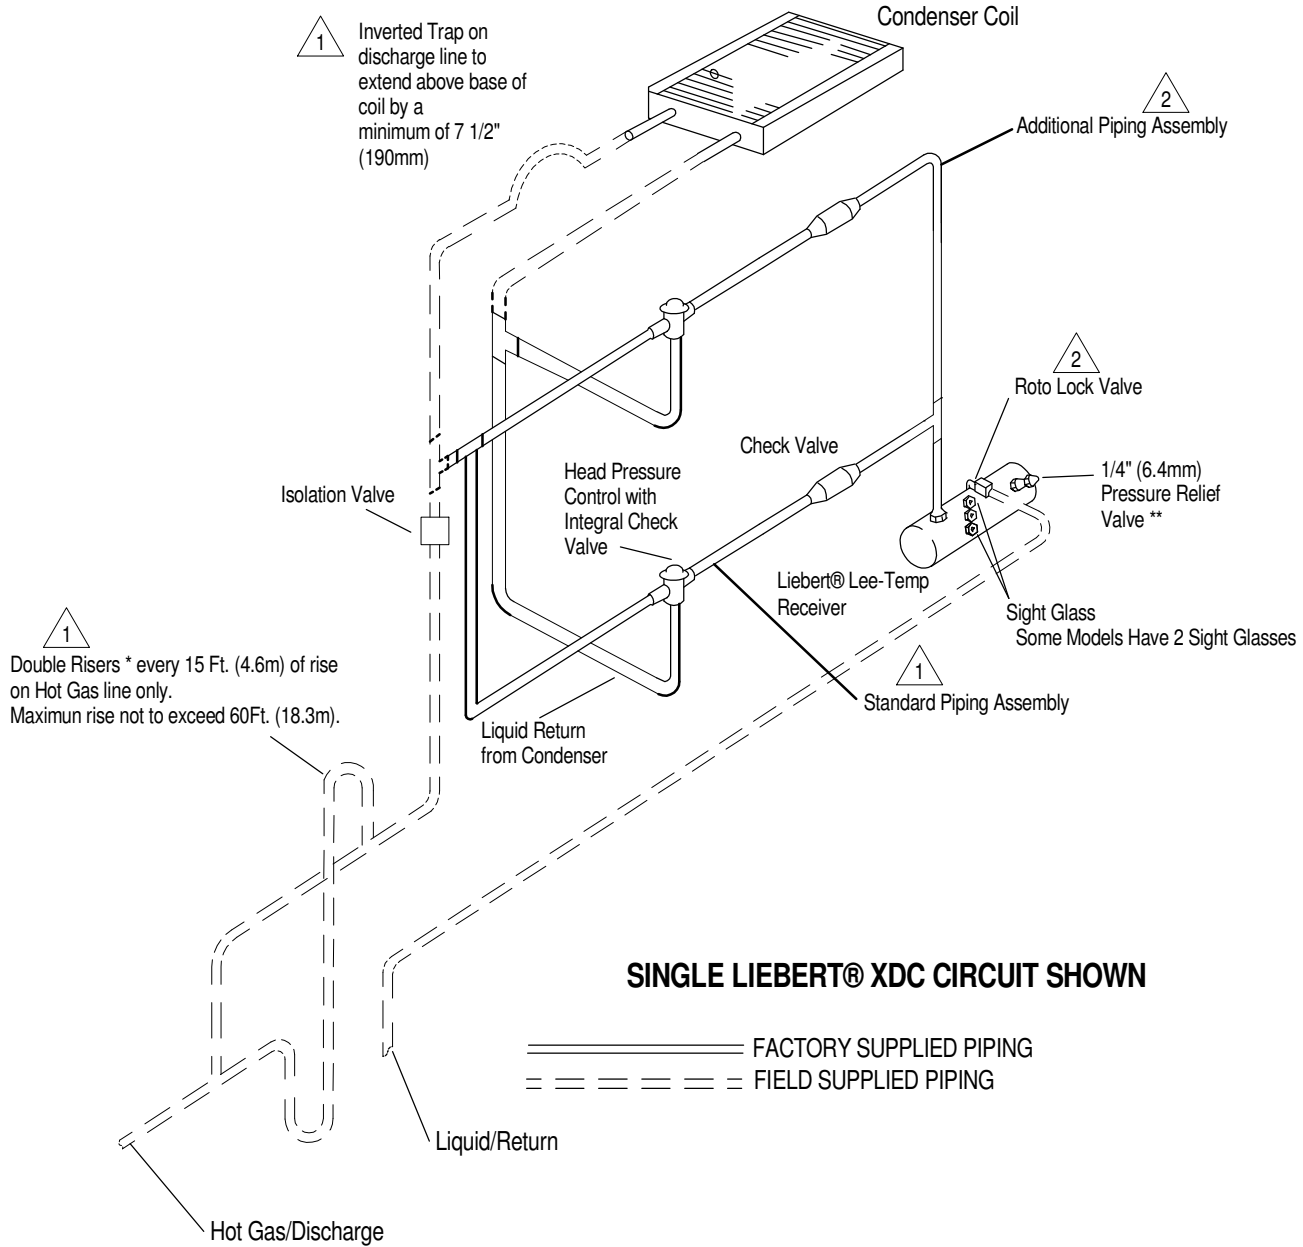 Condenser Coil
1
Inverted Trap on
discharge line to
extend above base of
coil by a
minimum of 7 1/2"
(190mm)
2
Additional Piping Assembly
2
Roto Lock Valve
Check Valve
Head Pressure
Control with
Integral Check
Valve
1/4" (6.4mm)
Pressure Relief
Valve **
Isolation Valve
Liebert® Lee-Temp
Receiver
Sight Glass
Some Models Have 2 Sight Glasses
1
Double Risers * every 15 Ft. (4.6m) of rise
on Hot Gas line only.
Maximun rise not to exceed 60Ft. (18.3m).
1
Standard Piping Assembly
Liquid Return
from Condenser
SINGLE LIEBERT® XDC CIRCUIT SHOWN
FACTORY SUPPLIED PIPING
FIELD SUPPLIED PIPING
Liquid/Return
Hot Gas/Discharge